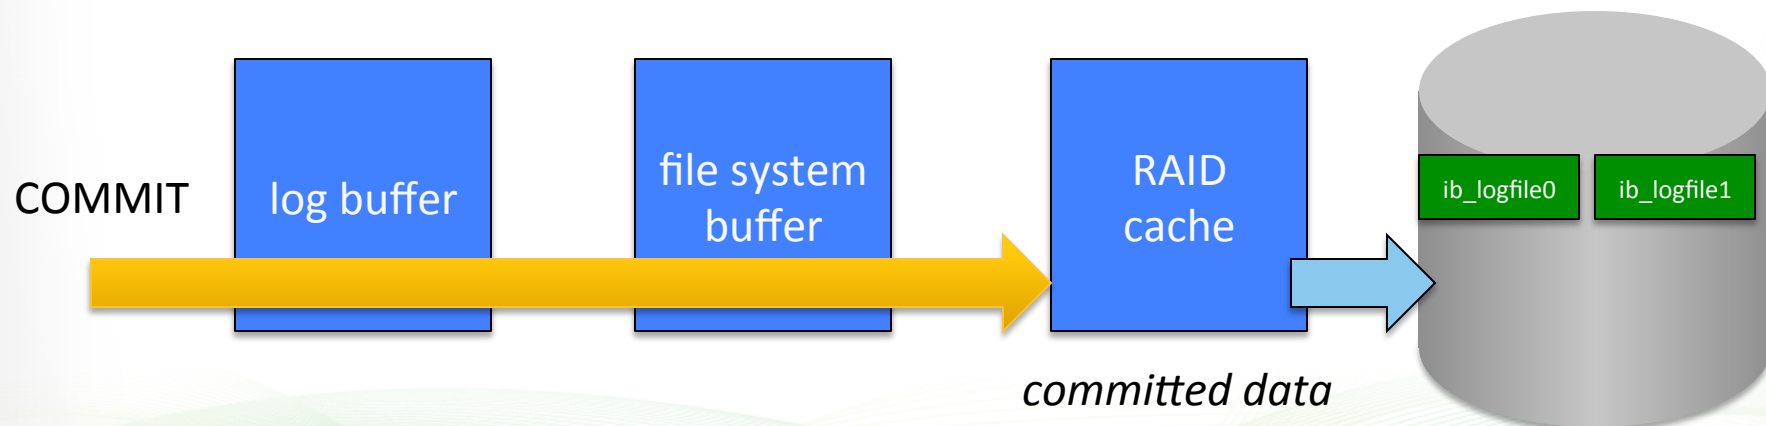 COMMIT
log buffer
file system
buffer
RAID
cache
ib_logfile0
ib_logfile1
committed data